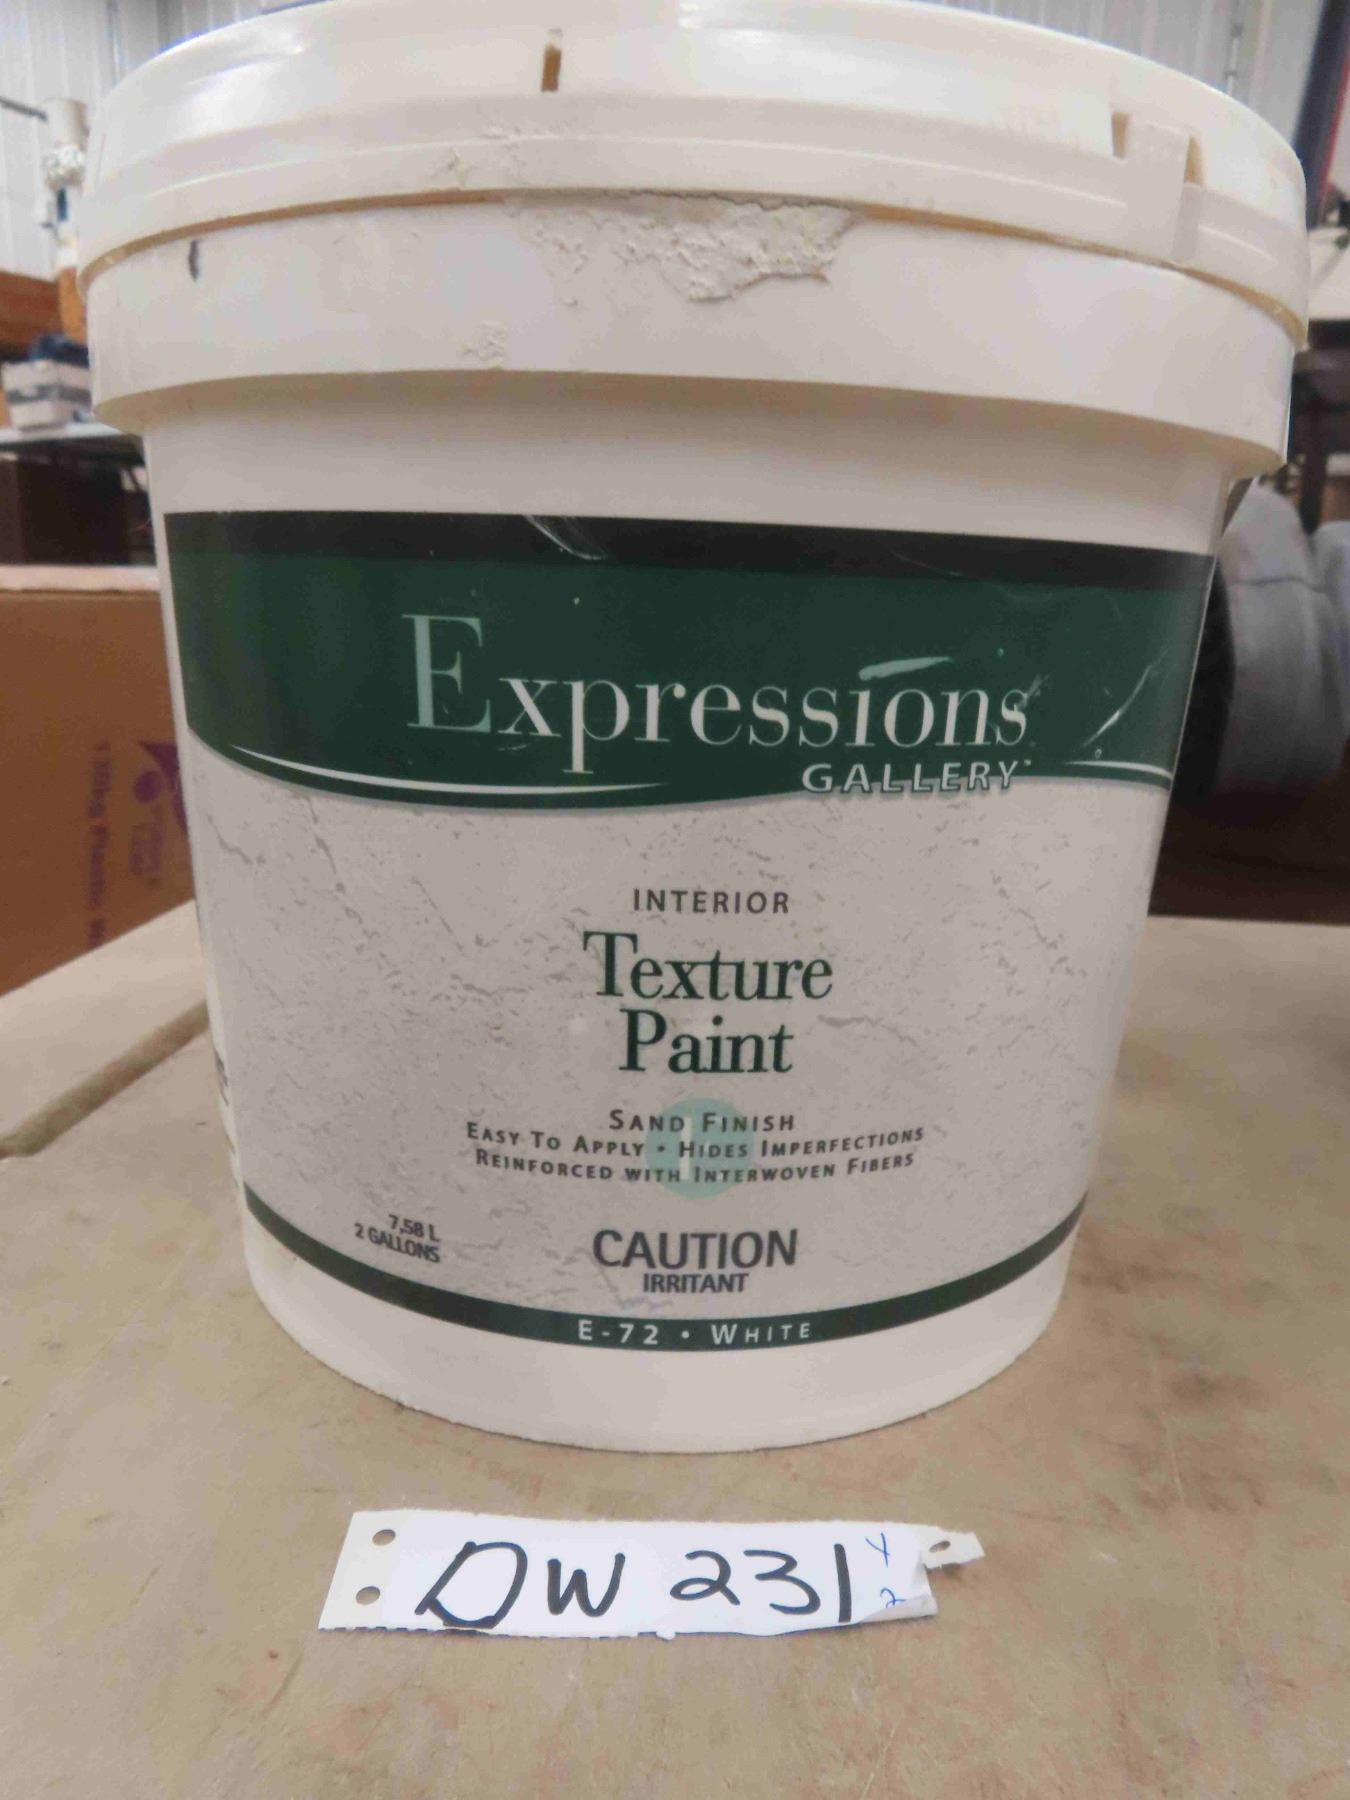 Expressions
GALLERY™
INTERIOR
Texture
Paint
SAND FINISH
EASY TO APPLY • HIDES IMPERFECTIONS
REINFORCED WITH INTERWOVEN FIBERS
7,58 L
2 GALLONS
CAUTION
IRRITANT
E-72 • WHITE
DW 231